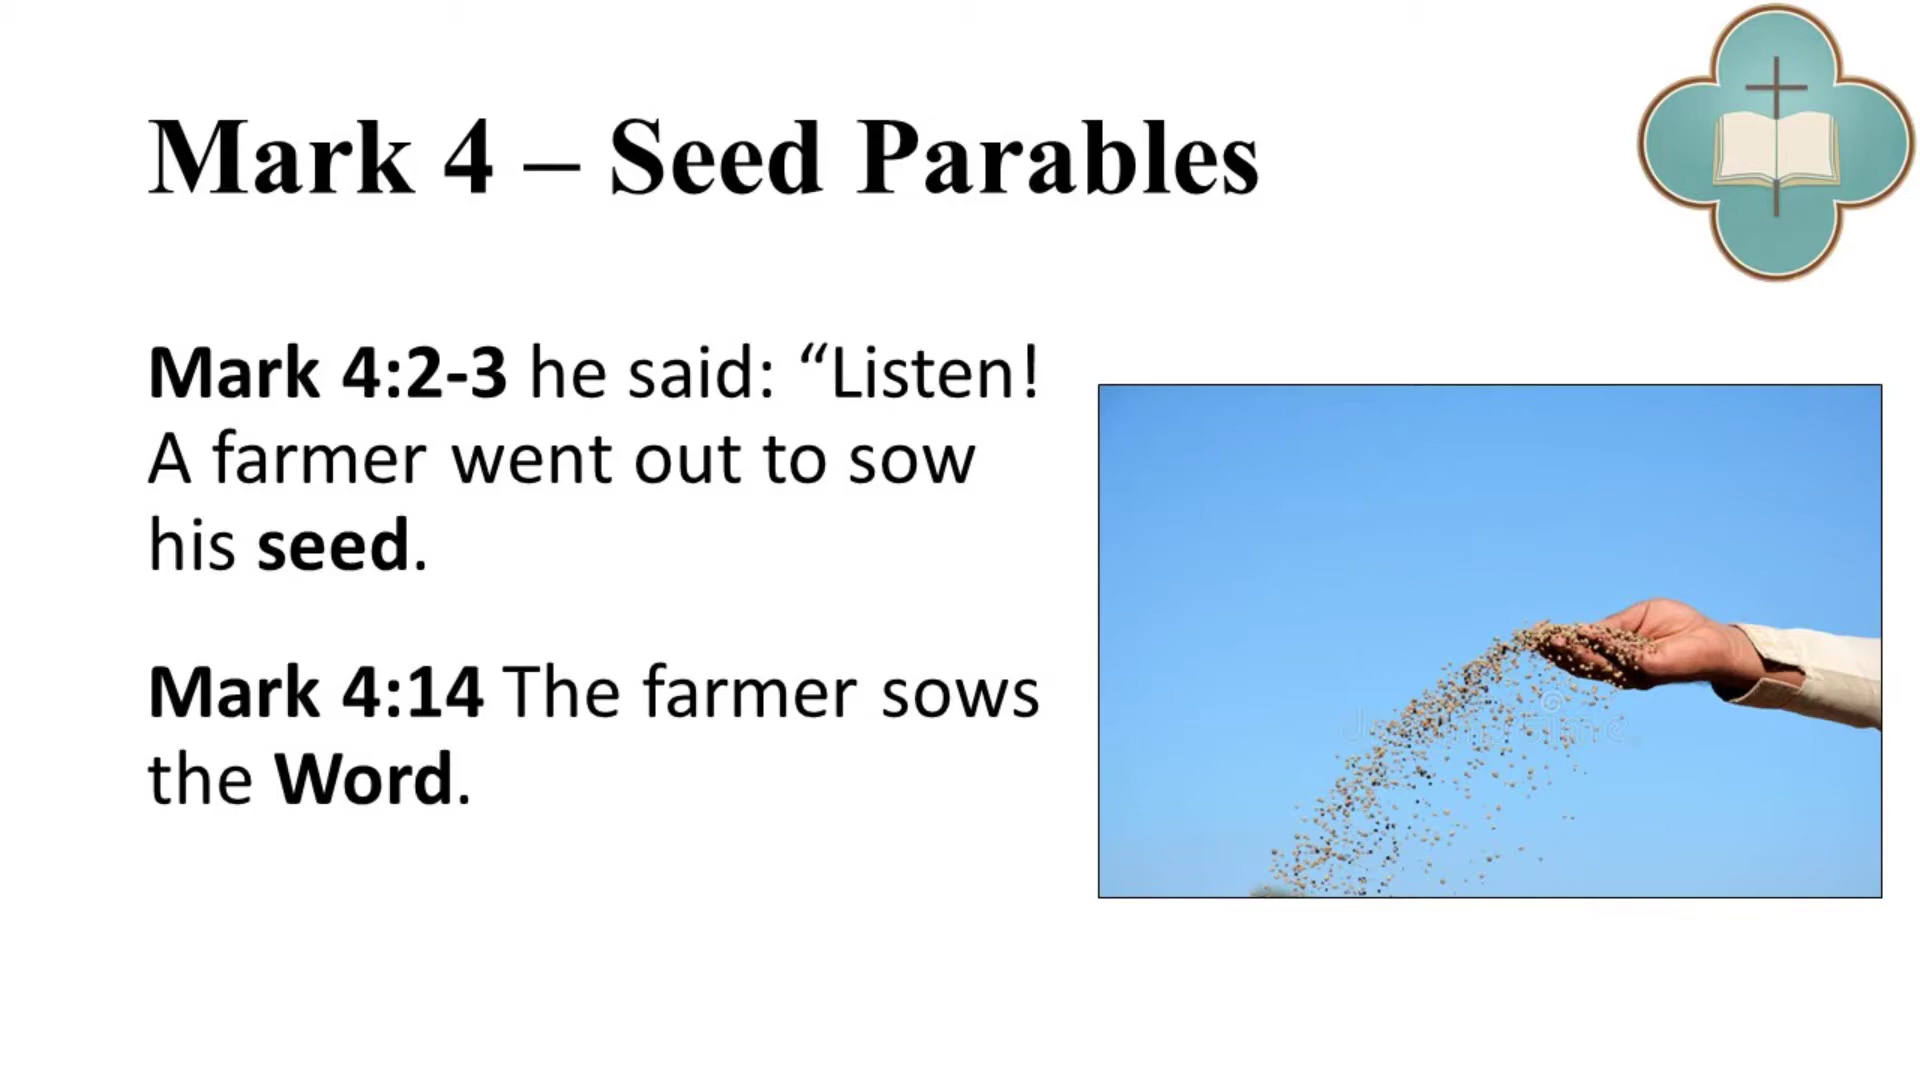 Mark 4 – Seed Parables
Mark 4:2-3 he said: “Listen!
A farmer went out to sow
his seed.
Mark 4:14 The farmer sows
the Word.